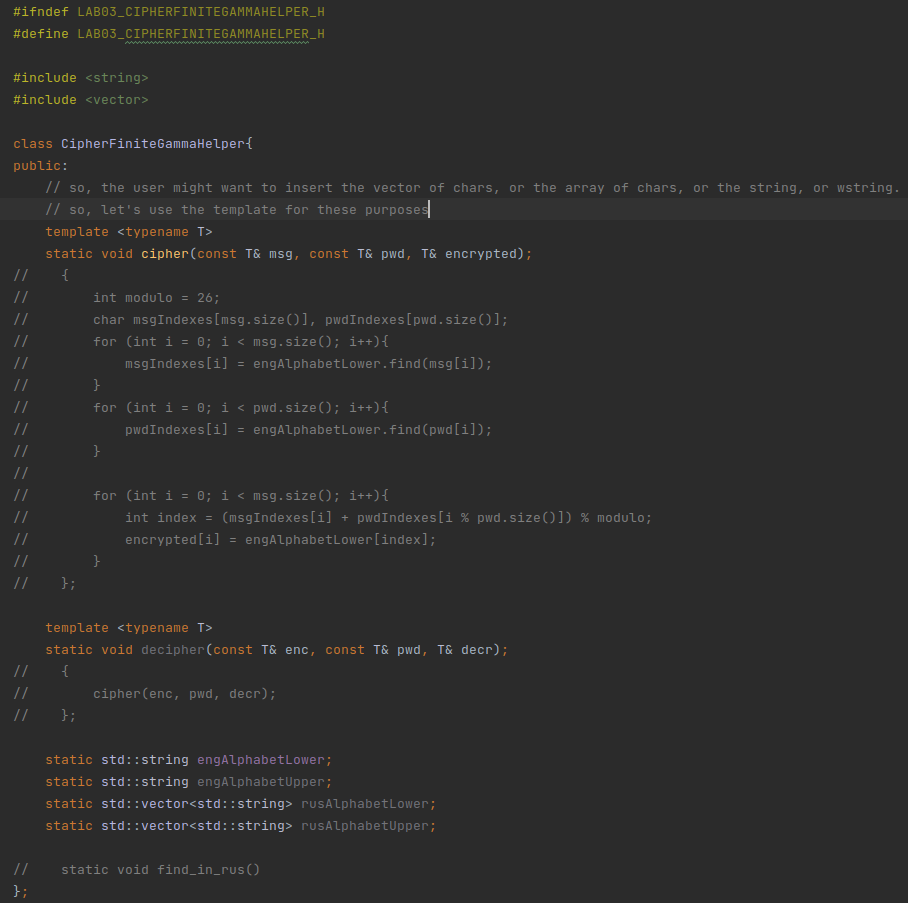 #ifndef LAB03_CIPHERFINITEGAMMAHELPER_H
#define LAB03_CIPHERFINITEGAMMAHELPER_H

#include <string>
#include <vector>

class CipherFiniteGammaHelper{
public:
    // so, the user might want to insert the vector of chars, or the array of chars, or the string, or wstring.
    // so, let's use the template for these purposes
    template <typename T>
    static void cipher(const T& msg, const T& pwd, T& encrypted);
//    {
//        int modulo = 26;
//        char msgIndexes[msg.size()], pwdIndexes[pwd.size()];
//        for (int i = 0; i < msg.size(); i++){
//            msgIndexes[i] = engAlphabetLower.find(msg[i]);
//        }
//        for (int i = 0; i < pwd.size(); i++){
//            pwdIndexes[i] = engAlphabetLower.find(pwd[i]);
//        }
//
//        for (int i = 0; i < msg.size(); i++){
//            int index = (msgIndexes[i] + pwdIndexes[i % pwd.size()]) % modulo;
//            encrypted[i] = engAlphabetLower[index];
//        }
//    };

    template <typename T>
    static void decipher(const T& enc, const T& pwd, T& decr);
//    {
//        cipher(enc, pwd, decr);
//    };

    static std::string engAlphabetLower;
    static std::string engAlphabetUpper;
    static std::vector<std::string> rusAlphabetLower;
    static std::vector<std::string> rusAlphabetUpper;

//    static void find_in_rus()
};